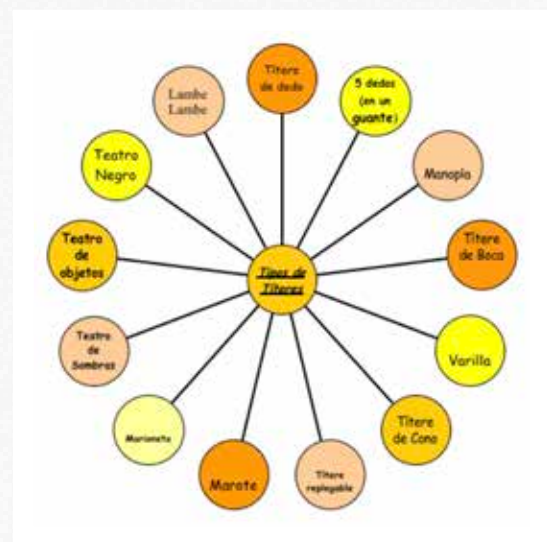 Tipos de
Títeres
Títere
de dedo
5 dedos
(en un
guante)
Manopla
Títere
de Boca
Varilla
Títere
de Cono
Títere
replegable
Marote
Marioneta
Teatro
de
Sombras
Teatro
de
objetos
Teatro
Negro
Lambe
Lambe